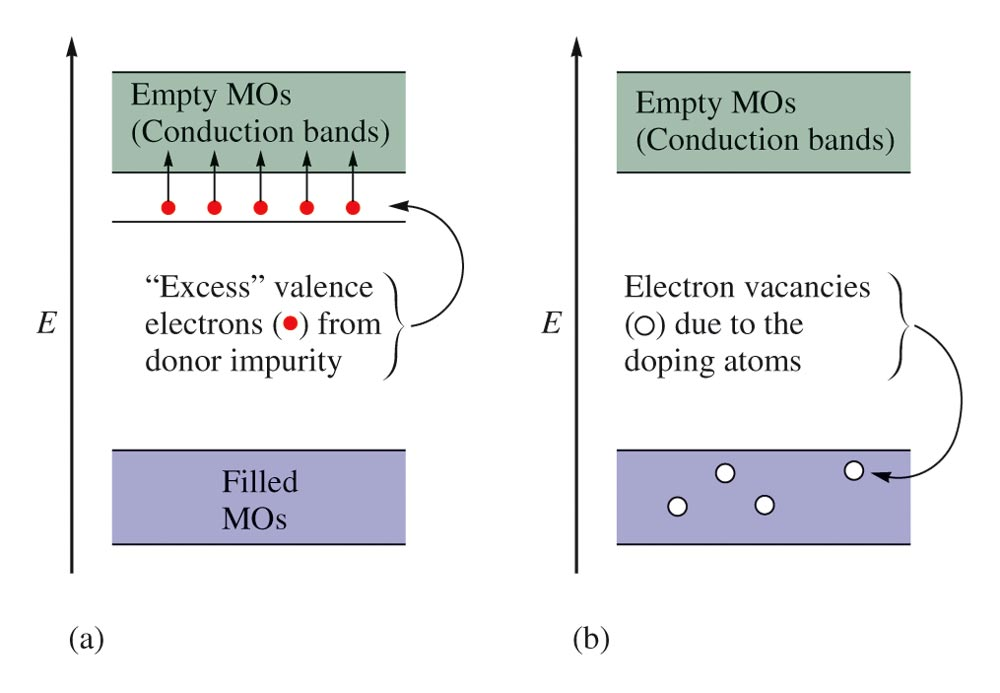 Empty MOs
(Conduction bands)
E
“Excess” valence
electrons ( ) from
donor impurity
Filled
MOs
(a)
Empty MOs
(Conduction bands)
E
Electron vacancies
( ) due to the
doping atoms
(b)